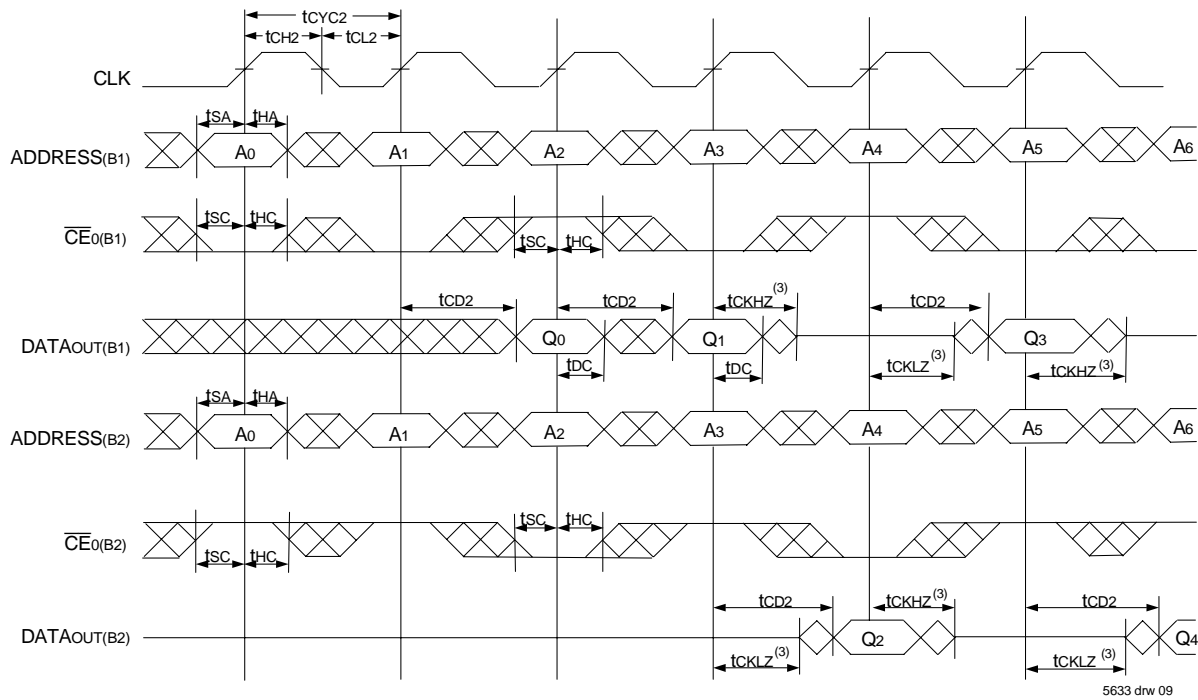 tCYC2
tCH2 tCL2
CLK
tSA tHA
ADDRESS(B1) A0 A1 A2 A3 A4 A5 A6
tSC tHC
CE0(B1)
tSC tHC
tCD2 tCD2 tCKHZ(3) tCD2
DATAOUT(B1) Q0 Q1 Q3
tDC tDC tCKLZ(3) tCKHZ(3)
tSA tHA
ADDRESS(B2) A0 A1 A2 A3 A4 A5 A6
tSC tHC
CE0(B2)
tSC tHC
tCD2 tCKHZ(3) tCD2
DATAOUT(B2) Q2 Q4
tCKLZ(3) tCKLZ(3)
5633 drw 09